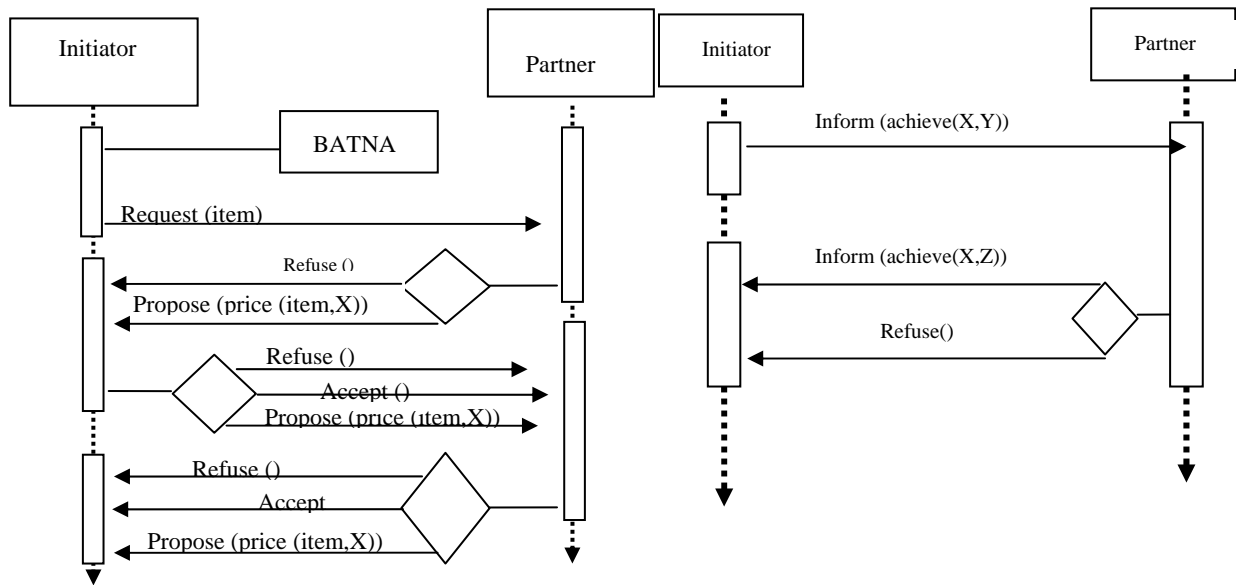 Initiator
Partner
BATNA
Request (item)
Refuse ()
Propose (price (item,X))
Refuse ()
Accept ()
Propose (price (item,X))
Refuse ()
Accept
Propose (price (item,X))
Initiator
Partner
Inform (achieve(X,Y))
Inform (achieve(X,Z))
Refuse()